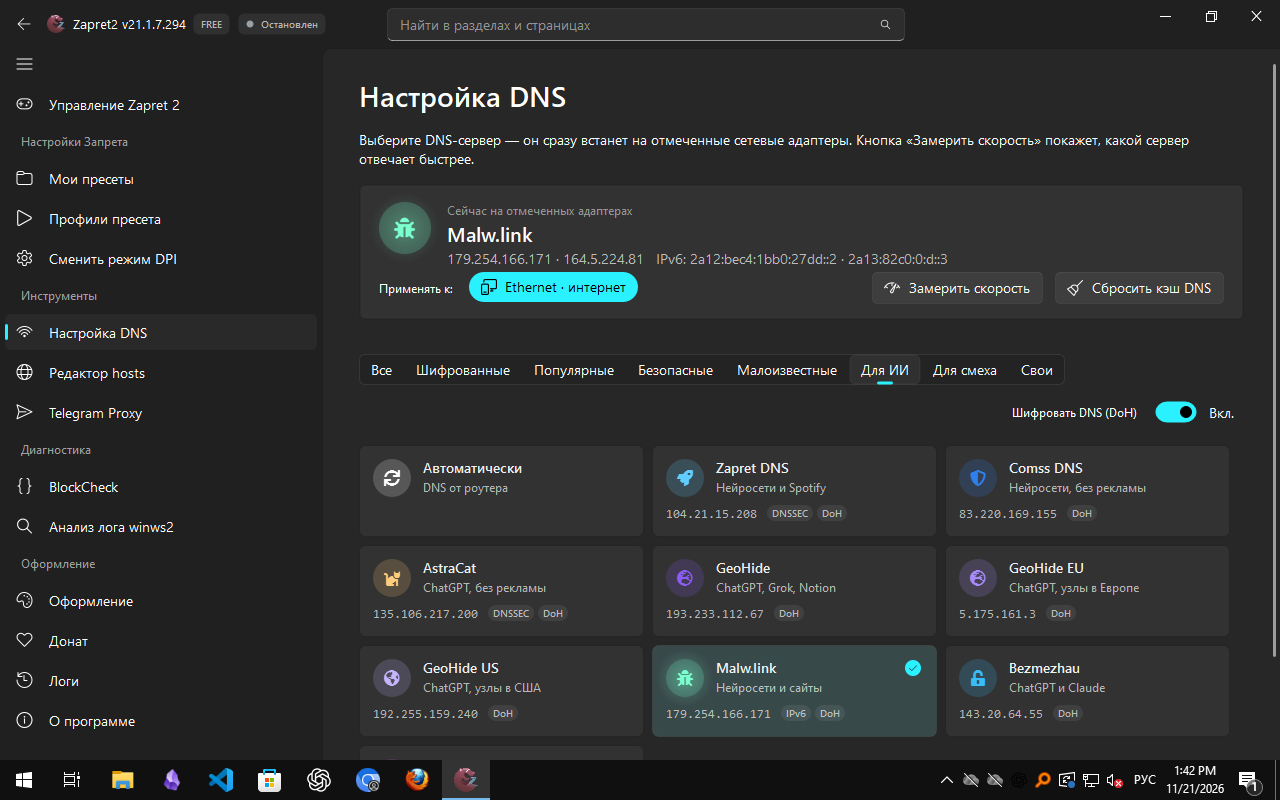 Zapret2 v21.1.7.294
FREE
Остановлен
Найти в разделах и страницах
Управление Zapret 2
Настройки Запрета
Мои пресеты
Профили пресета
Сменить режим DPI
Инструменты
Настройка DNS
Редактор hosts
Telegram Proxy
Диагностика
BlockCheck
Анализ лога winws2
Оформление
Оформление
Донат
Логи
О программе
Настройка DNS
Выберите DNS-сервер — он сразу встанет на отмеченные сетевые адаптеры. Кнопка «Замерить скорость» покажет, какой сервер
отвечает быстрее.
Сейчас на отмеченных адаптерах
Malw.link
179.254.166.171 · 164.5.224.81 IPv6: 2a12:bec4:1bb0:27dd::2 · 2a13:82c0:0:d::3
Применять к:
Ethernet · интернет
Замерить скорость
Сбросить кэш DNS
Все
Шифрованные
Популярные
Безопасные
Малоизвестные
Для ИИ
Для смеха
Свои
Шифровать DNS (DoH)
Вкл.
Автоматически
DNS от роутера
Zapret DNS
Нейросети и Spotify
104.21.15.208 DNSSEC DoH
Comss DNS
Нейросети, без рекламы
83.220.169.155 DoH
AstraCat
ChatGPT, без рекламы
135.106.217.200 DNSSEC DoH
GeoHide
ChatGPT, Grok, Notion
193.233.112.67 DoH
GeoHide EU
ChatGPT, узлы в Европе
5.175.161.3 DoH
GeoHide US
ChatGPT, узлы в США
192.255.159.240 DoH
Malw.link
Нейросети и сайты
179.254.166.171 IPv6 DoH
Bezmezhau
ChatGPT и Claude
143.20.64.55 DoH
РУС
1:42 PM
11/21/2026
1